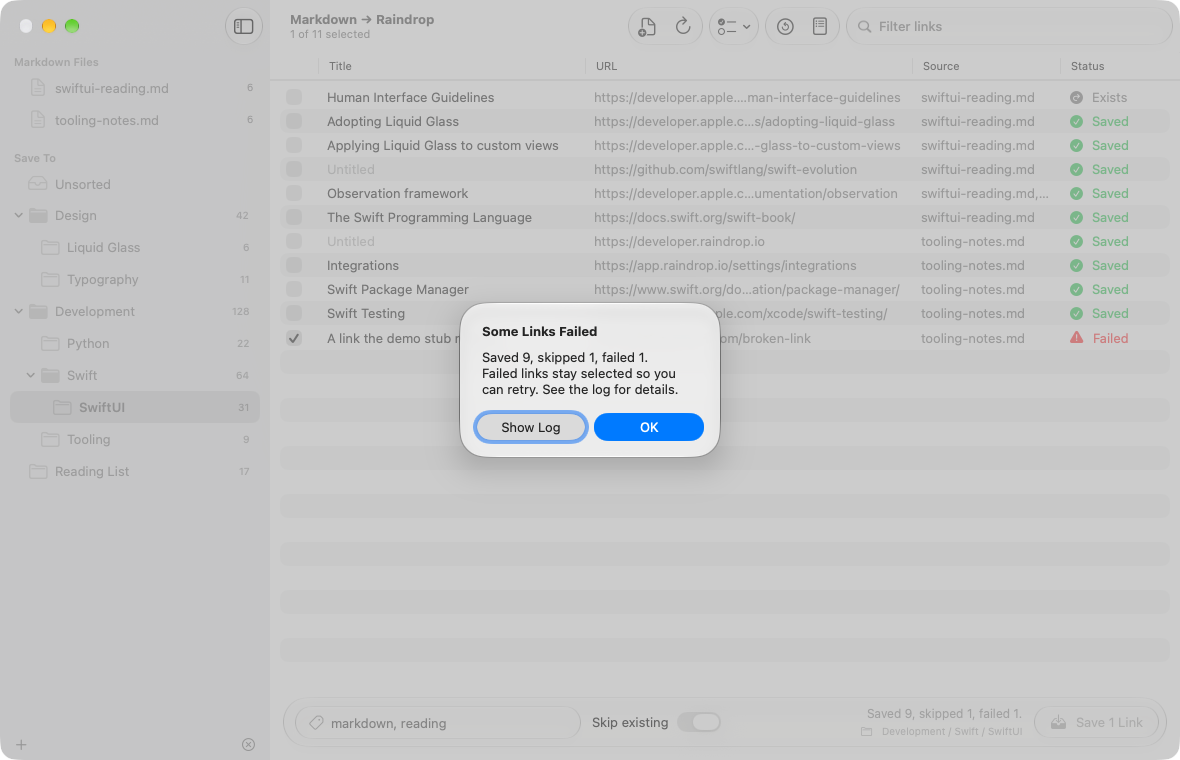 Markdown → Raindrop
1 of 11 selected
Filter links
Markdown Files
swiftui-reading.md 6
tooling-notes.md 6
Save To
Unsorted
Design 42
Liquid Glass 6
Typography 11
Development 128
Python 22
Swift 64
SwiftUI 31
Tooling 9
Reading List 17
Title URL Source Status
Human Interface Guidelines https://developer.apple....man-interface-guidelines swiftui-reading.md Exists
Adopting Liquid Glass https://developer.apple.c...s/adopting-liquid-glass swiftui-reading.md Saved
Applying Liquid Glass to custom views https://developer.apple.c...-glass-to-custom-views swiftui-reading.md Saved
Untitled https://github.com/swiftlang/swift-evolution swiftui-reading.md Saved
Observation framework https://developer.apple.c...umentation/observation swiftui-reading.md,... Saved
The Swift Programming Language https://docs.swift.org/swift-book/ swiftui-reading.md Saved
Untitled https://developer.raindrop.io tooling-notes.md Saved
Integrations https://app.raindrop.io/settings/integrations tooling-notes.md Saved
Swift Package Manager https://www.swift.org/do...ation/package-manager/ tooling-notes.md Saved
Swift Testing ple.com/xcode/swift-testing/ tooling-notes.md Saved
A link the demo stub com/broken-link tooling-notes.md Failed
Some Links Failed
Saved 9, skipped 1, failed 1.
Failed links stay selected so you
can retry. See the log for details.
Show Log OK
markdown, reading
Skip existing
Saved 9, skipped 1, failed 1.
Development / Swift / SwiftUI
Save 1 Link